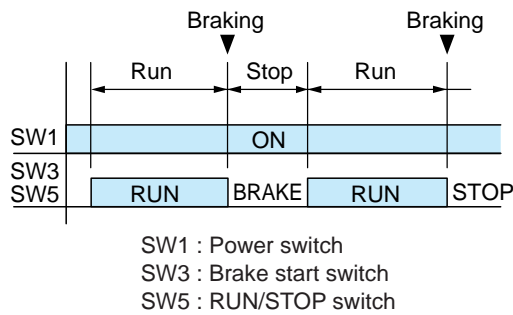 Braking Braking
Run Stop Run
SW1 ON
SW3
SW5 RUN BRAKE RUN STOP
SW1 : Power switch
SW3 : Brake start switch
SW5 : RUN/STOP switch